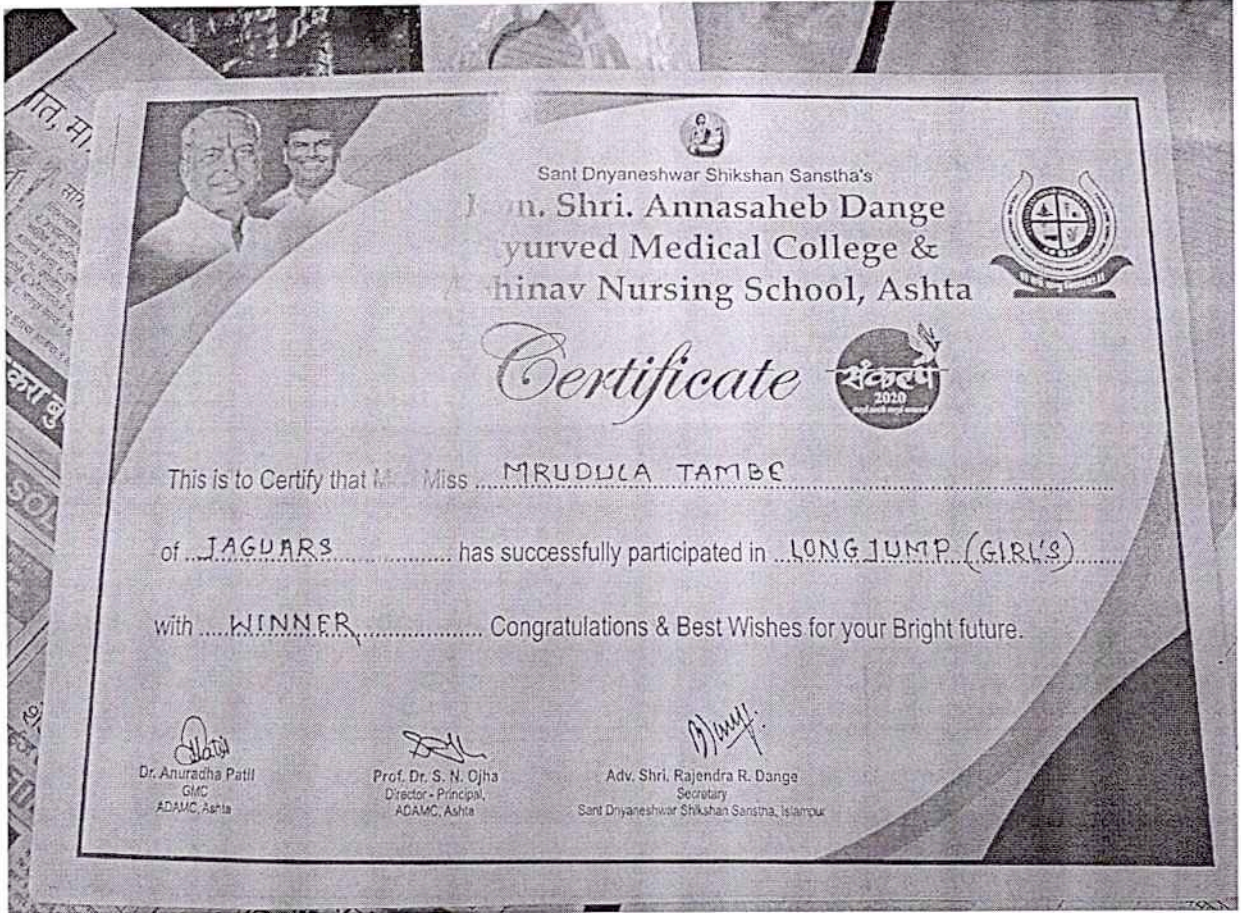 Sant Dnyaneshwar Shikshan Sanstha's
n. Shri. Annasaheb Dange
yurved Medical College &
hinav Nursing School, Ashta
Certificate
संकल्प
2020
This is to Certify that M Miss ..... MRUDULA TAMBE
of ... JAGUARS ............ has successfully participated in ... LONG JUMP (GIRL'S)
with ..... WINNER ............ Congratulations & Best Wishes for your Bright future.
Dr. Anuradha Patil
GMC
ADAMC, Ashta
Prof. Dr. S. N. Ojha
Director - Principal,
ADAMC, Ashta
Adv. Shri. Rajendra R. Dange
Secretary
Sant Dnyaneshwar Shikshan Sanstha, Islampur